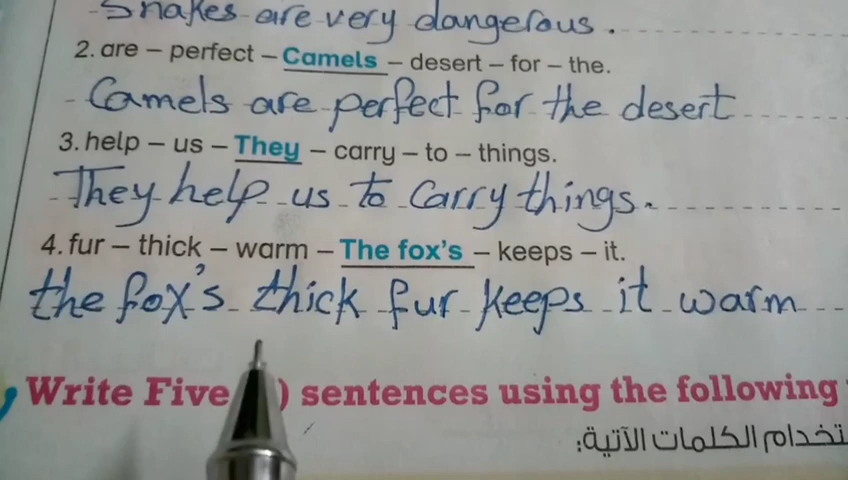 Snakes are very dangerous.
2. are – perfect – Camels – desert – for – the.
Camels are perfect for the desert
3. help – us – They – carry – to – things.
They help us to carry things.
4. fur – thick – warm – The fox's – keeps – it.
the fox's thick fur keeps it warm
Write Five ) sentences using the following
الكلمات الآتية: